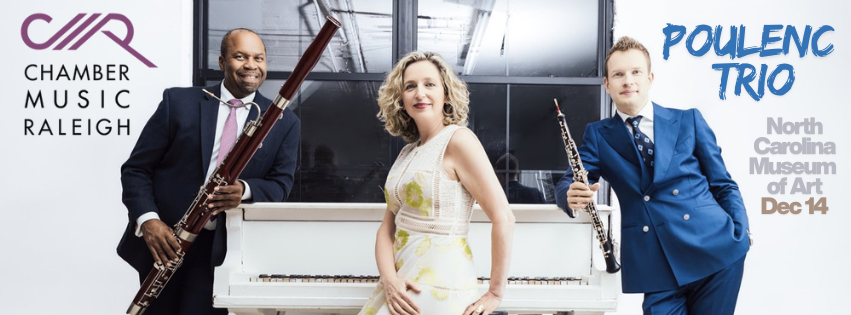 CHAMBER
MUSIC
RALEIGH
POULENC
TRIO
North
Carolina
Museum
of Art
Dec 14